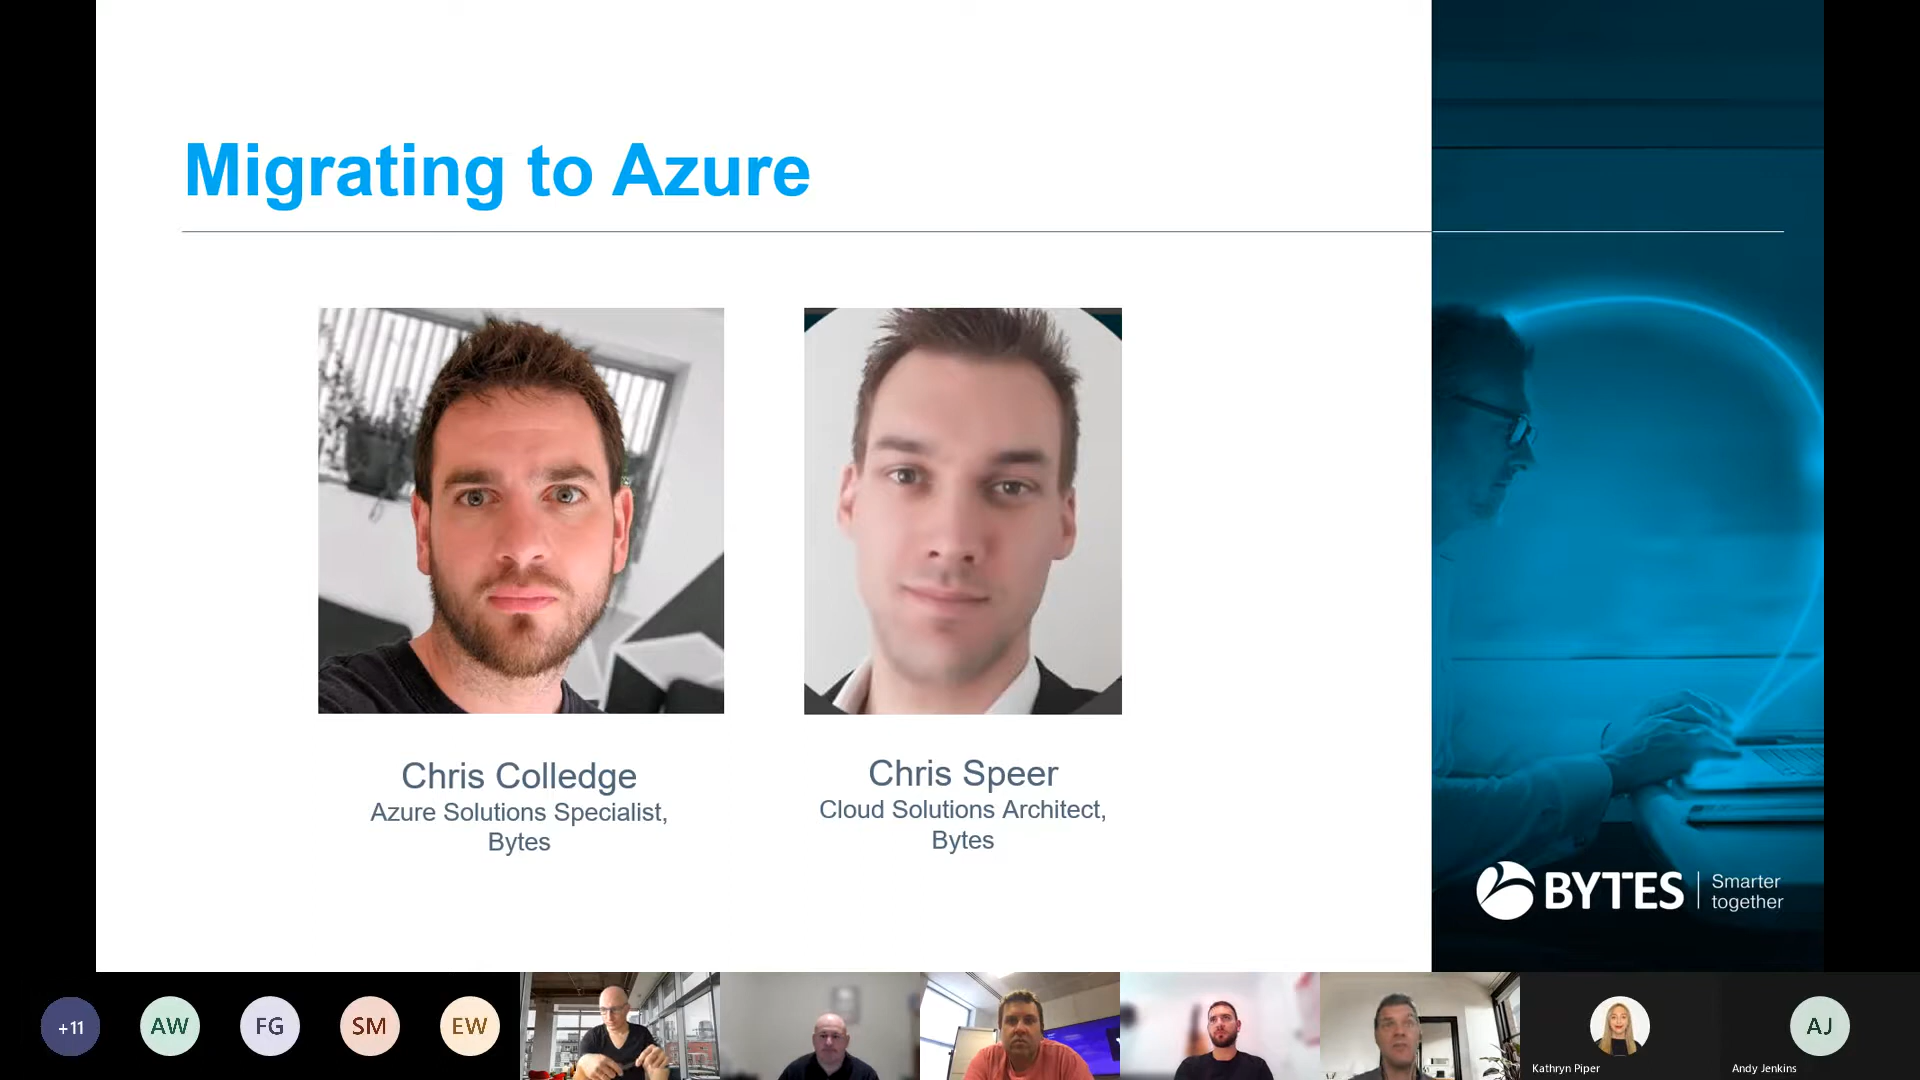 Migrating to Azure
Chris Colledge
Azure Solutions Specialist,
Bytes
Chris Speer
Cloud Solutions Architect,
Bytes
BYTES
Smarter
together
+11
AW
FG
SM
EW
Kathryn Piper
AJ
Andy Jenkins